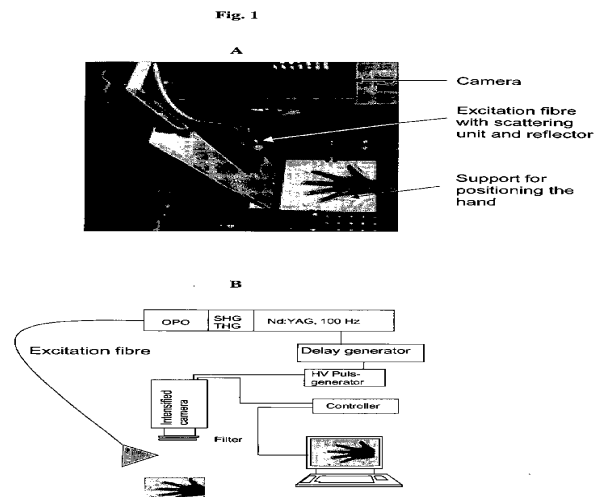 Fig. 1
A
Camera
Excitation fibre
with scattering
unit and reflector
Support for
positioning the
hand
B
OPO
SHG
THG
Nd:YAG, 100 Hz
Excitation fibre
Delay generator
HV Puls-
generator
Intensified
camera
Controller
Filter